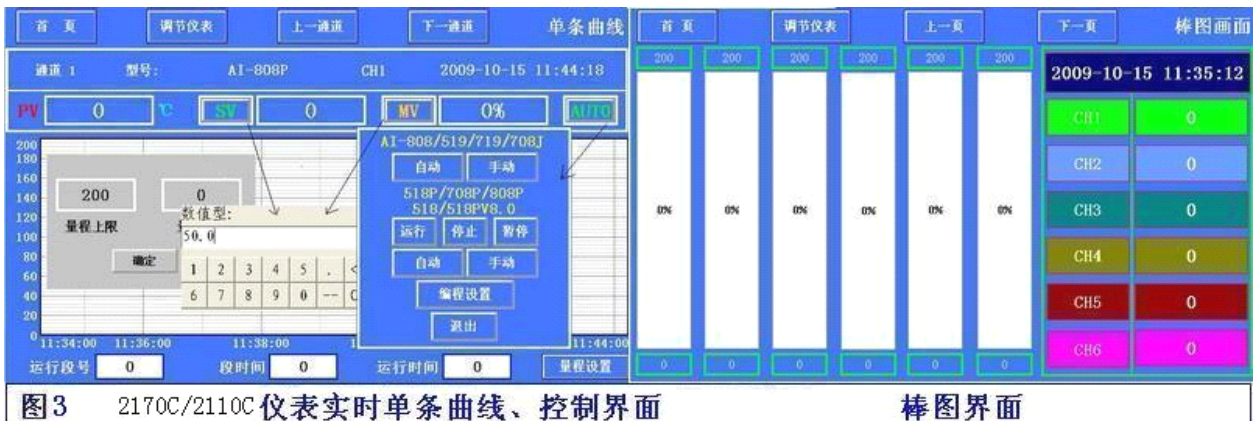 首 页 调节仪表 上一通道 下一通道 单条曲线
通道 1 型号: AI-808P CH1 2009-10-15 11:44:18
PV 0 ℃ SV 0 MV 0% AUTO
200
180
160
140
120
100
80
60
40
20
0
200 0
量程上限
确定
数值型:
50.0
1 2 3 4 5 . <
6 7 8 9 0 -- C
AI-808/519/719/708J
自动 手动
518P/708P/808P
518/518PV8.0
运行 停止 暂停
自动 手动
编程设置
退出
11:34:00 11:36:00 11:38:00 1 11:44:00
运行段号 0 段时间 0 运行时间 0 量程设置
首 页 调节仪表 上一页 下一页 棒图画面
200 200 200 200 200 200
0% 0% 0% 0% 0% 0%
0 0 0 0 0 0
2009-10-15 11:35:12
CH1 0
CH2 0
CH3 0
CH4 0
CH5 0
CH6 0
图3 2170C/2110C仪表实时单条曲线、控制界面 棒图界面